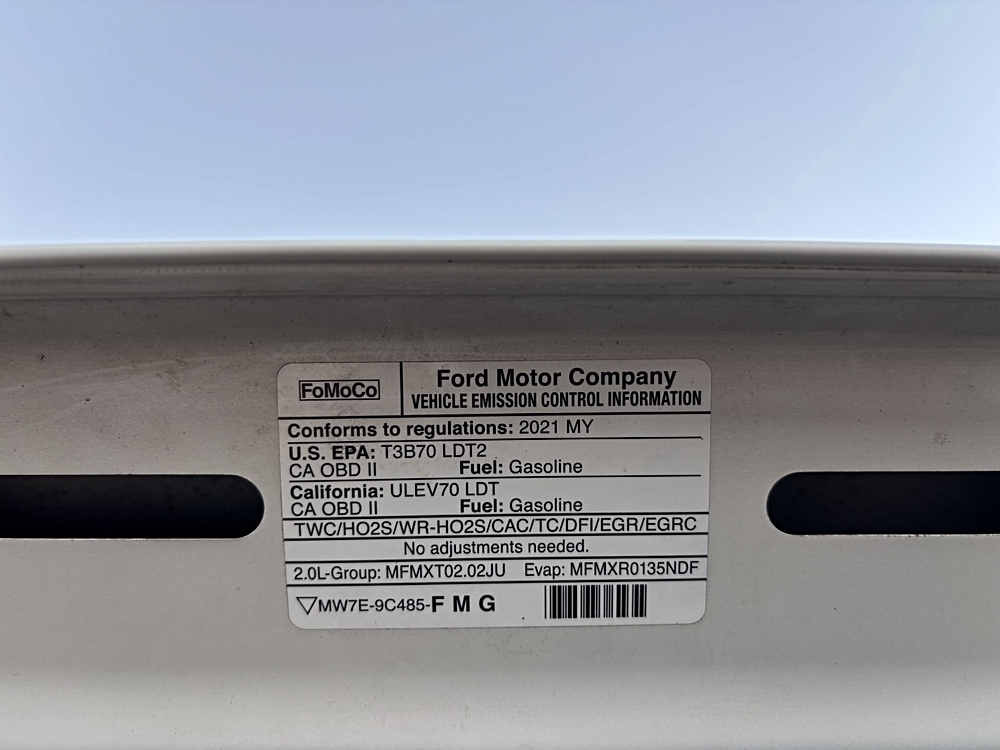 FoMoCo
Ford Motor Company
VEHICLE EMISSION CONTROL INFORMATION
Conforms to regulations: 2021 MY
U.S. EPA: T3B70 LDT2
CA OBD II Fuel: Gasoline
California: ULEV70 LDT
CA OBD II Fuel: Gasoline
TWC/HO2S/WR-HO2S/CAC/TC/DFI/EGR/EGRC
No adjustments needed.
2.0L-Group: MFMXT02.02JU Evap: MFMXR0135NDF
MW7E-9C485-F M G